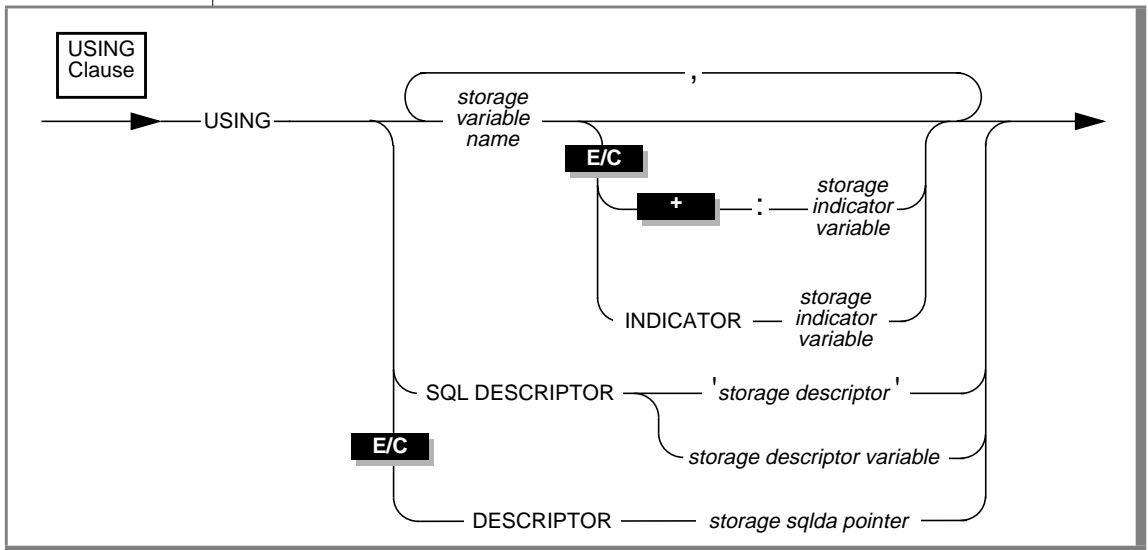 USING
Clause
,
USING
storage
variable
name
E/C
+
:
storage
indicator
variable
INDICATOR
storage
indicator
variable
SQL DESCRIPTOR
'storage descriptor'
E/C
storage descriptor variable
DESCRIPTOR
storage sqlda pointer